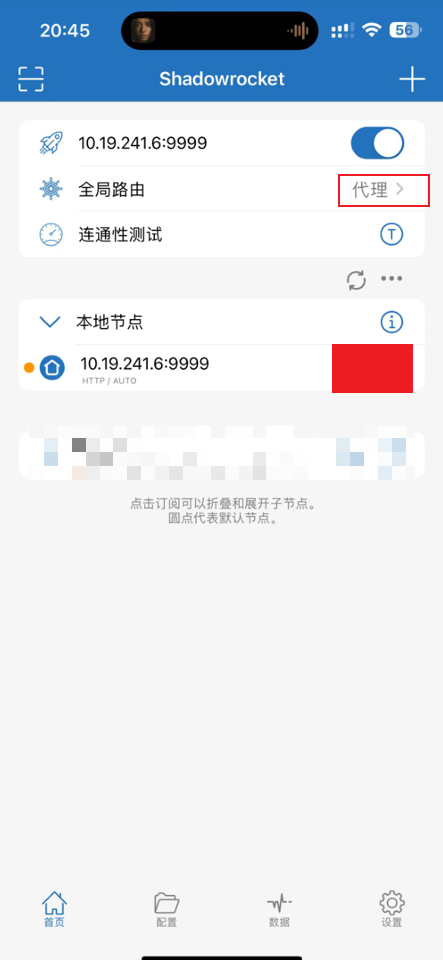 20:45
56
Shadowrocket
10.19.241.6:9999
全局路由
代理
连通性测试
T
本地节点
10.19.241.6:9999
HTTP / AUTO
点击订阅可以折叠和展开子节点。
圆点代表默认节点。
首页
配置
数据
设置